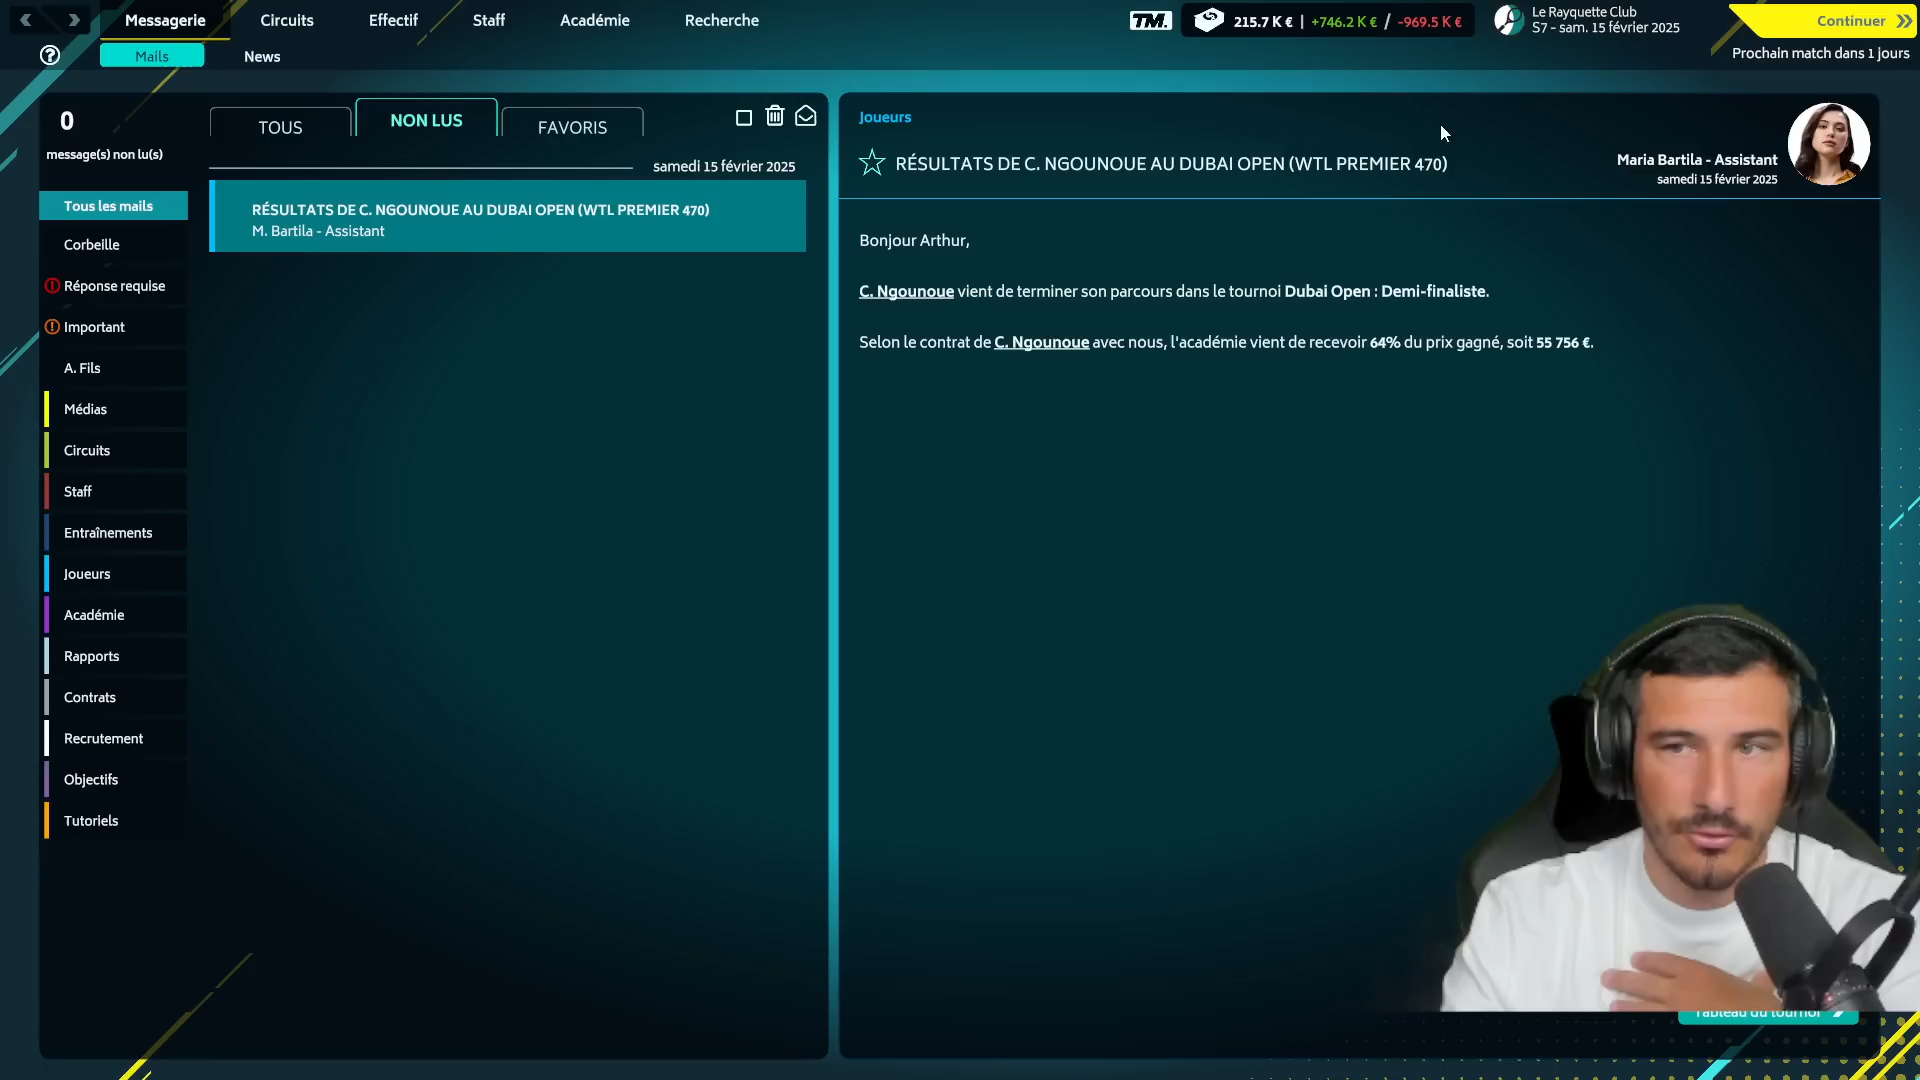 Messagerie
Circuits
Effectif
Staff
Académie
Recherche
TM.
215.7 K € | +746.2 K € / -969.5 K €
Le Rayquette Club
S7 - sam. 15 février 2025
Continuer
Prochain match dans 1 jours
Mails
News
0
message(s) non lu(s)
TOUS
NON LUS
FAVORIS
samedi 15 février 2025
RÉSULTATS DE C. NGOUNOUE AU DUBAI OPEN (WTL PREMIER 470)
M. Bartila - Assistant
Tous les mails
Corbeille
Réponse requise
Important
A. Fils
Médias
Circuits
Staff
Entraînements
Joueurs
Académie
Rapports
Contrats
Recrutement
Objectifs
Tutoriels
Joueurs
RÉSULTATS DE C. NGOUNOUE AU DUBAI OPEN (WTL PREMIER 470)
Maria Bartila - Assistant
samedi 15 février 2025
Bonjour Arthur,
C. Ngounoue vient de terminer son parcours dans le tournoi Dubai Open : Demi-finaliste.
Selon le contrat de C. Ngounoue avec nous, l'académie vient de recevoir 64% du prix gagné, soit 55 756 €.
Tableau du tournoi